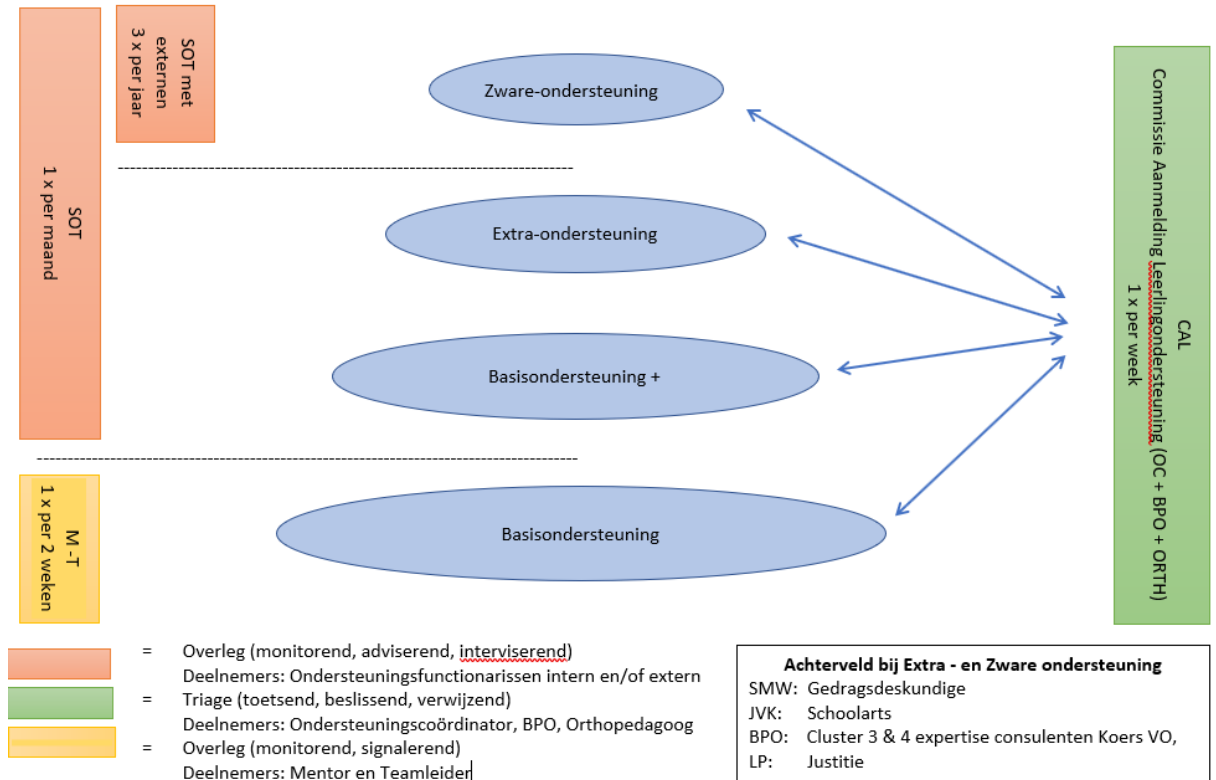 SOT met
externen
3 x per jaar
SOT
1 x per maand
Zware-ondersteuning
Extra-ondersteuning
Basisondersteuning +
Basisondersteuning
M -T
1 x per 2 weken
CAL
Commissie Aanmelding Leerlingondersteuning (OC + BPO + ORTH)
1 x per week
= Overleg (monitorend, adviserend, interviserend)
Deelnemers: Ondersteuningsfunctionarissen intern en/of extern
= Triage (toetsend, beslissend, verwijzend)
Deelnemers: Ondersteuningscoördinator, BPO, Orthopedagoog
= Overleg (monitorend, signalerend)
Deelnemers: Mentor en Teamleider
Achterveld bij Extra - en Zware ondersteuning
SMW: Gedragsdeskundige
JVK: Schoolarts
BPO: Cluster 3 & 4 expertise consulenten Koers VO,
LP: Justitie